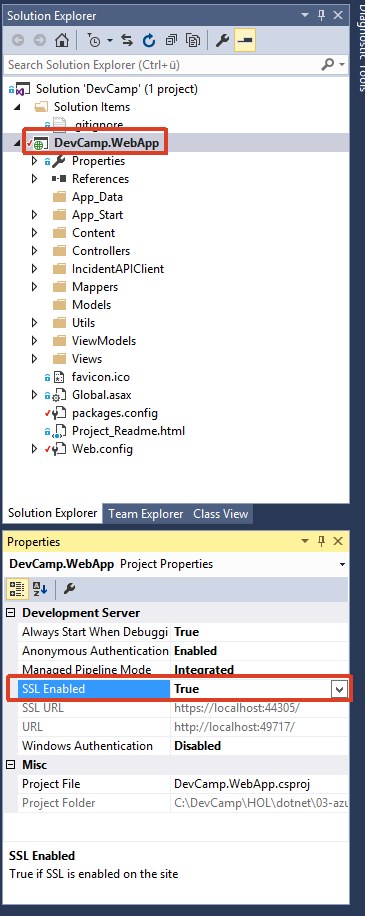 Solution Explorer
Diagnostic Tools
Search Solution Explorer (Ctrl+ü)
Solution 'DevCamp' (1 project)
Solution Items
.gitignore
DevCamp.WebApp
Properties
References
App_Data
App_Start
Content
Controllers
IncidentAPIClient
Mappers
Models
Utils
ViewModels
Views
favicon.ico
Global.asax
packages.config
Project_Readme.html
Web.config
Solution Explorer Team Explorer Class View
Properties
DevCamp.WebApp Project Properties
Development Server
Always Start When Debuggi True
Anonymous Authentication Enabled
Managed Pipeline Mode Integrated
SSL Enabled True
SSL URL https://localhost:44305/
URL http://localhost:49717/
Windows Authentication Disabled
Misc
Project File DevCamp.WebApp.csproj
Project Folder C:\DevCamp\HOL\dotnet\03-azu
SSL Enabled
True if SSL is enabled on the site